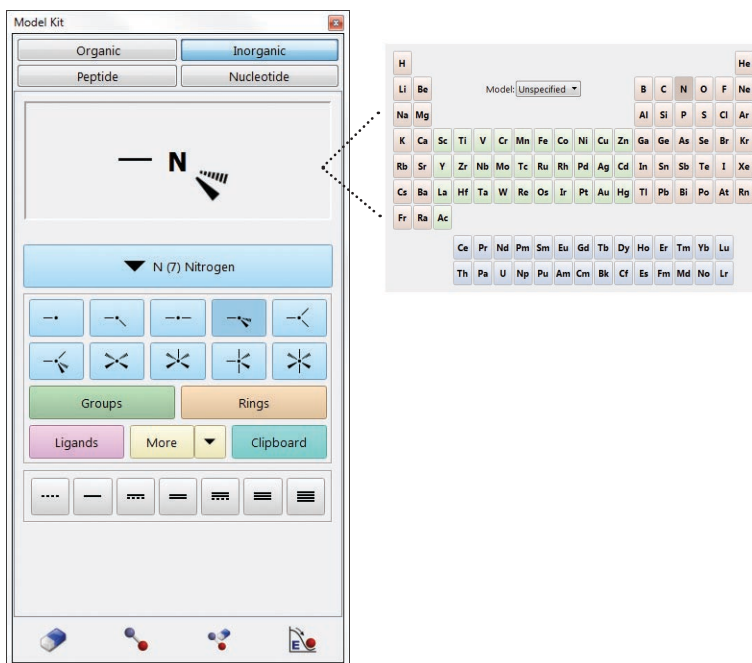 Model Kit
Organic Inorganic
Peptide Nucleotide
N
N (7) Nitrogen
Groups Rings
Ligands More Clipboard
E
H He
Li Be Model: Unspecified B C N O F Ne
Na Mg Al Si P S Cl Ar
K Ca Sc Ti V Cr Mn Fe Co Ni Cu Zn Ga Ge As Se Br Kr
Rb Sr Y Zr Nb Mo Tc Ru Rh Pd Ag Cd In Sn Sb Te I Xe
Cs Ba La Hf Ta W Re Os Ir Pt Au Hg Tl Pb Bi Po At Rn
Fr Ra Ac
Ce Pr Nd Pm Sm Eu Gd Tb Dy Ho Er Tm Yb Lu
Th Pa U Np Pu Am Cm Bk Cf Es Fm Md No Lr